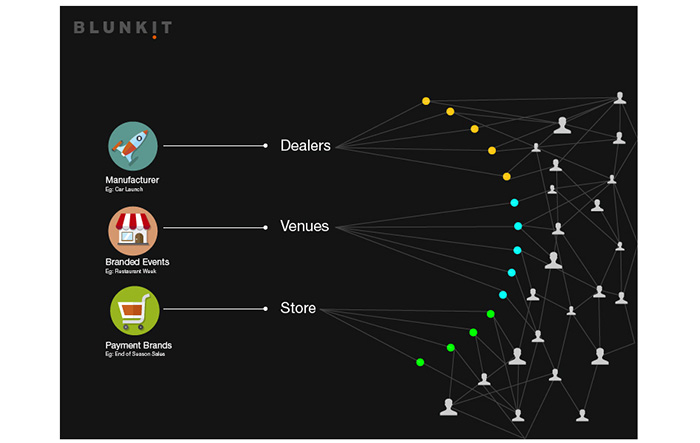 BLUNKIT
Dealers
Manufacturer
Eg: Car Launch
Venues
Branded Events
Eg: Restaurant Week
Store
Payment Brands
Eg: End of Season Sales